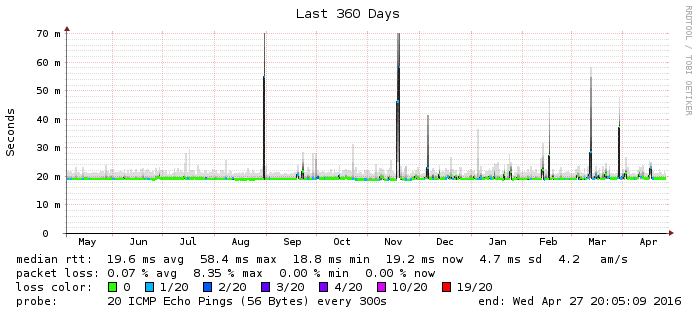 Last 360 Days
RRDTOOL / TOBI OETIKER
Seconds
70 m
60 m
50 m
40 m
30 m
20 m
10 m
0
May Jun Jul Aug Sep Oct Nov Dec Jan Feb Mar Apr
median rtt: 19.6 ms avg 58.4 ms max 18.8 ms min 19.2 ms now 4.7 ms sd 4.2 am/s
packet loss: 0.07 % avg 8.35 % max 0.00 % min 0.00 % now
loss color: 0 1/20 2/20 3/20 4/20 10/20 19/20
probe: 20 ICMP Echo Pings (56 Bytes) every 300s end: Wed Apr 27 20:05:09 2016